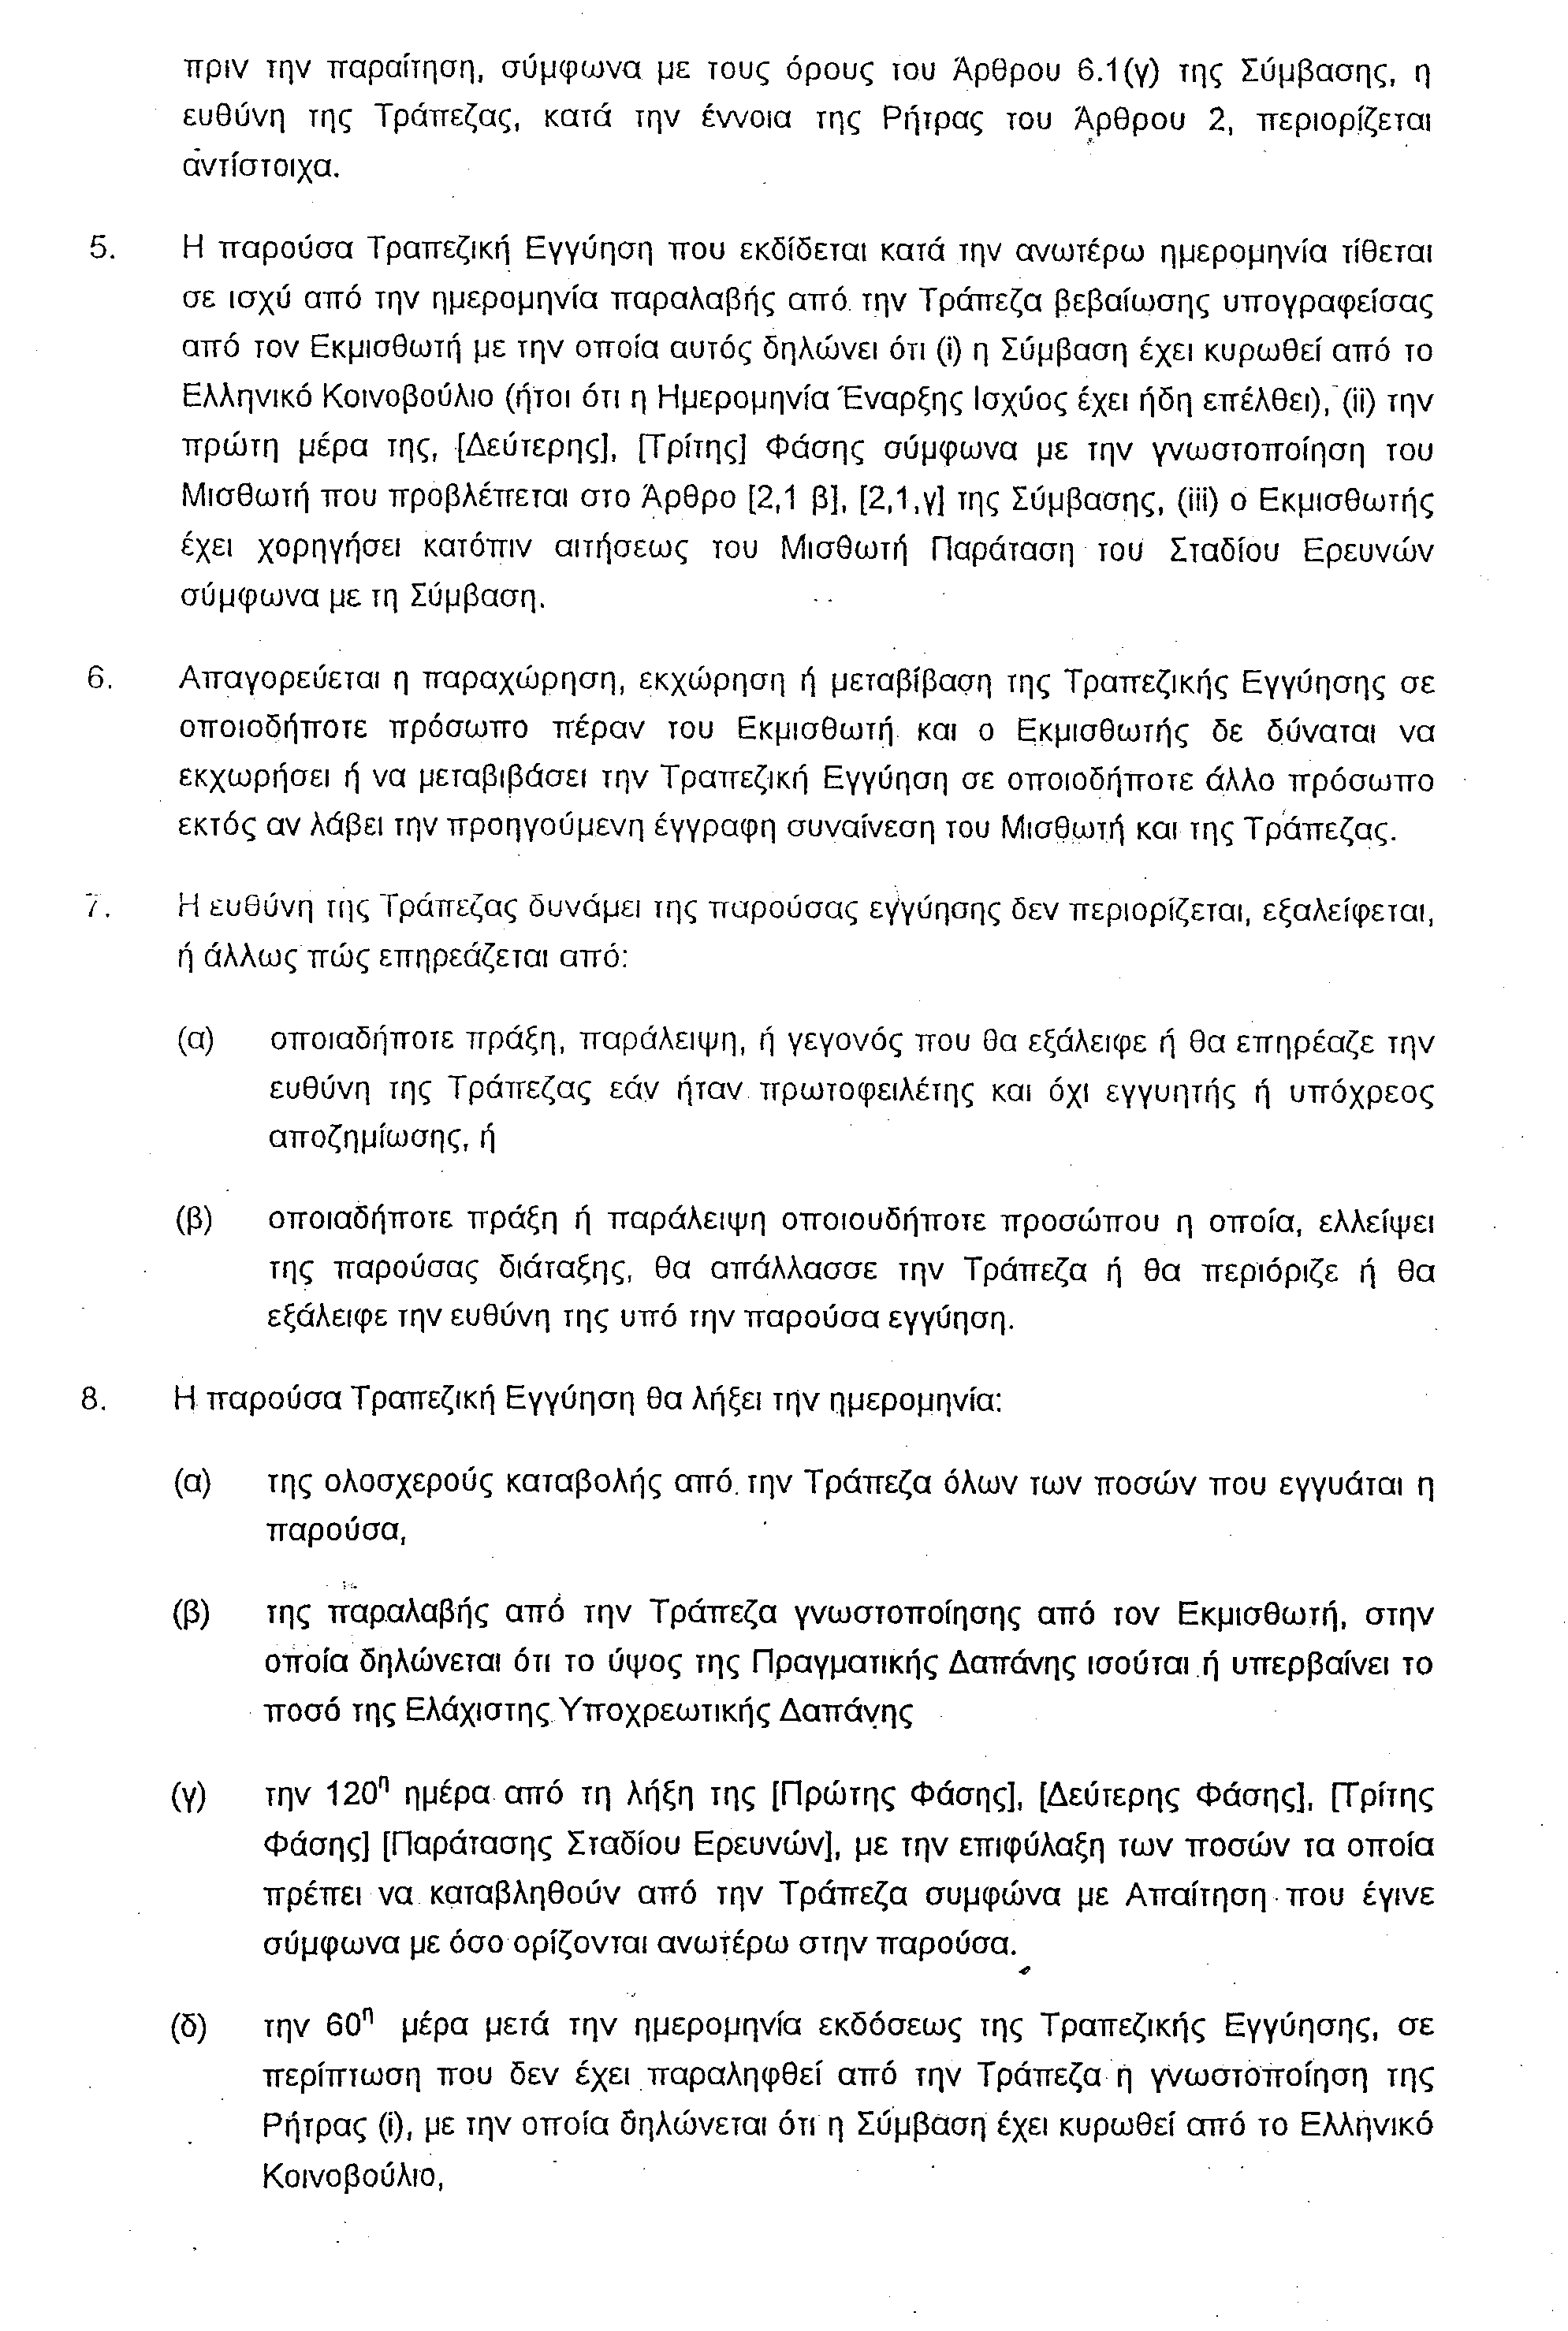 πριν την παραίτηση, σύμφωνα με τους όρους του Άρθρου 6.1(γ) της Σύμβασης, η
ευθύνη της Τράπεζας, κατά την έννοια της Ρήτρας του Άρθρου 2, περιορίζεται
αντίστοιχα.
5. Η παρούσα Τραπεζική Εγγύηση που εκδίδεται κατά την ανωτέρω ημερομηνία τίθεται
σε ισχύ από την ημερομηνία παραλαβής από την Τράπεζα βεβαίωσης υπογραφείσας
από τον Εκμισθωτή με την οποία αυτός δηλώνει ότι (i) η Σύμβαση έχει κυρωθεί από το
Ελληνικό Κοινοβούλιο (ήτοι ότι η Ημερομηνία Έναρξης Ισχύος έχει ήδη επέλθει), (ii) την
πρώτη μέρα της, [Δεύτερης], [Τρίτης] Φάσης σύμφωνα με την γνωστοποίηση του
Μισθωτή που προβλέπεται στο Άρθρο [2,1 β], [2,1,γ] της Σύμβασης, (iii) ο Εκμισθωτής
έχει χορηγήσει κατόπιν αιτήσεως του Μισθωτή Παράταση του Σταδίου Ερευνών
σύμφωνα με τη Σύμβαση.
6. Απαγορεύεται η παραχώρηση, εκχώρηση ή μεταβίβαση της Τραπεζικής Εγγύησης σε
οποιοδήποτε πρόσωπο πέραν του Εκμισθωτή και ο Εκμισθωτής δε δύναται να
εκχωρήσει ή να μεταβιβάσει την Τραπεζική Εγγύηση σε οποιοδήποτε άλλο πρόσωπο
εκτός αν λάβει την προηγούμενη έγγραφη συναίνεση του Μισθωτή και της Τράπεζας.
7. Η ευθύνη της Τράπεζας δυνάμει της παρούσας εγγύησης δεν περιορίζεται, εξαλείφεται,
ή άλλως πώς επηρεάζεται από:
(α) οποιαδήποτε πράξη, παράλειψη, ή γεγονός που θα εξάλειφε ή θα επηρέαζε την
ευθύνη της Τράπεζας εάν ήταν πρωτοφειλέτης και όχι εγγυητής ή υπόχρεος
αποζημίωσης, ή
(β) οποιαδήποτε πράξη ή παράλειψη οποιουδήποτε προσώπου η οποία, ελλείψει
της παρούσας διάταξης, θα απάλλασσε την Τράπεζα ή θα περιόριζε ή θα
εξάλειφε την ευθύνη της υπό την παρούσα εγγύηση.
8. Η παρούσα Τραπεζική Εγγύηση θα λήξει την ημερομηνία:
(α) της ολοσχερούς καταβολής από την Τράπεζα όλων των ποσών που εγγυάται η
παρούσα,
(β) της παραλαβής από την Τράπεζα γνωστοποίησης από τον Εκμισθωτή, στην
οποία δηλώνεται ότι το ύψος της Πραγματικής Δαπάνης ισούται ή υπερβαίνει το
ποσό της Ελάχιστης Υποχρεωτικής Δαπάνης
(γ) την 120η ημέρα από τη λήξη της [Πρώτης Φάσης], [Δεύτερης Φάσης], [Τρίτης
Φάσης] [Παράτασης Σταδίου Ερευνών], με την επιφύλαξη των ποσών τα οποία
πρέπει να καταβληθούν από την Τράπεζα συμφώνα με Απαίτηση που έγινε
σύμφωνα με όσο ορίζονται ανωτέρω στην παρούσα.
(δ) την 60η μέρα μετά την ημερομηνία εκδόσεως της Τραπεζικής Εγγύησης, σε
περίπτωση που δεν έχει παραληφθεί από την Τράπεζα η γνωστοποίηση της
Ρήτρας (i), με την οποία δηλώνεται ότι η Σύμβαση έχει κυρωθεί από το Ελληνικό
Κοινοβούλιο,